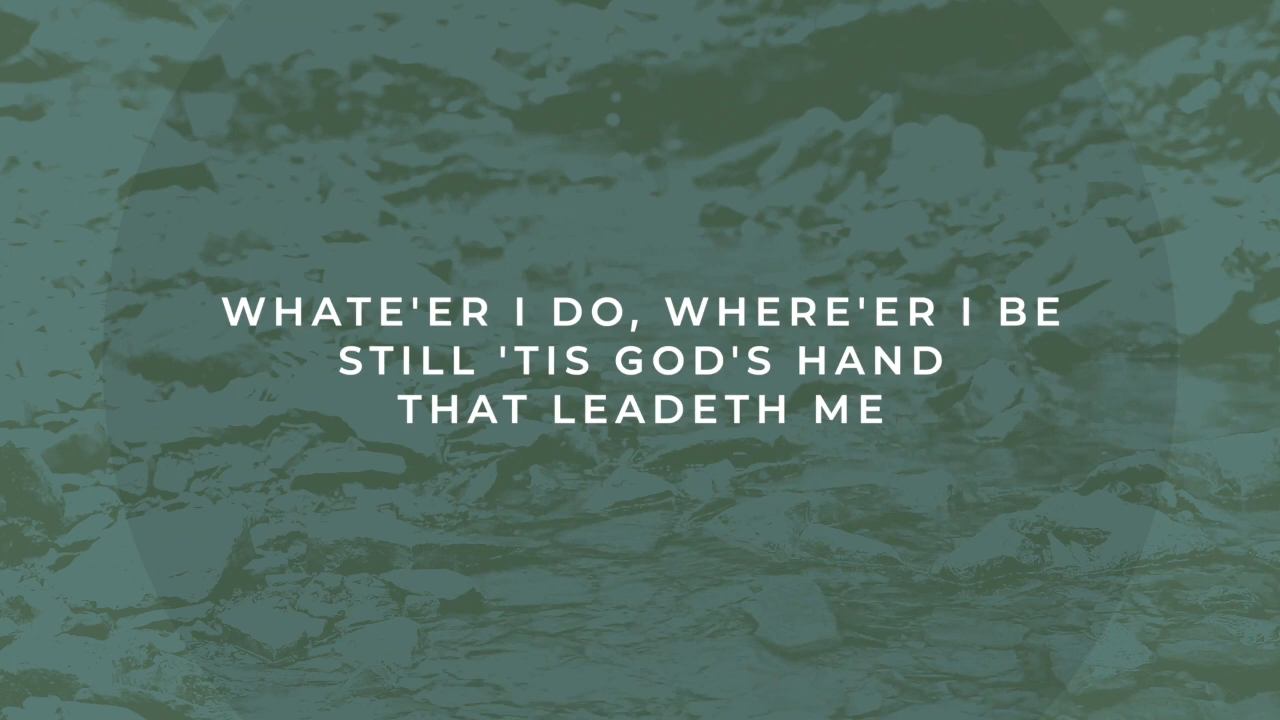 WHATE'ER I DO, WHERE'ER I BE
STILL 'TIS GOD'S HAND
THAT LEADETH ME